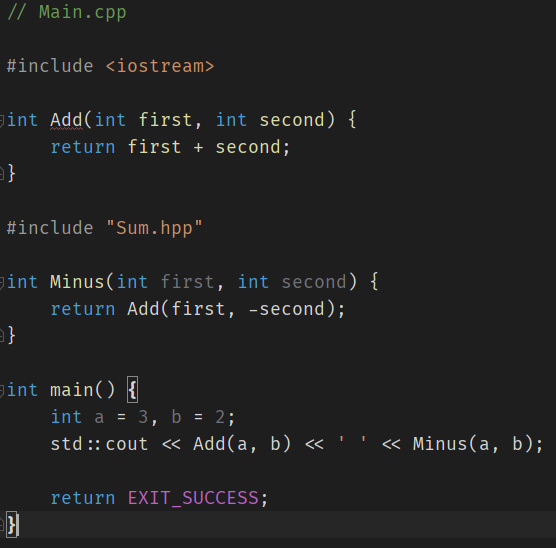 // Main.cpp
#include <iostream>
int Add(int first, int second) {
return first + second;
}
#include "Sum.hpp"
int Minus(int first, int second) {
return Add(first, -second);
}
int main() {
int a = 3, b = 2;
std::cout << Add(a, b) << ' ' << Minus(a, b);
return EXIT_SUCCESS;
}